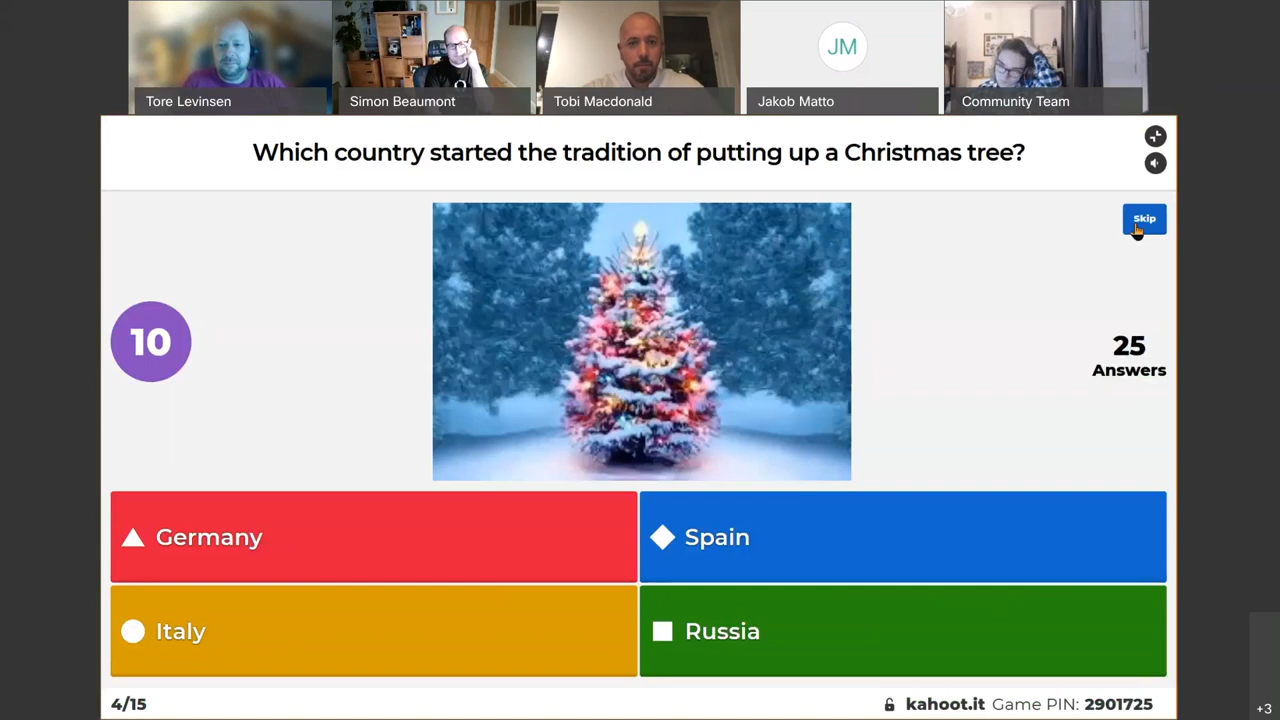 Tore Levinsen
Simon Beaumont
Tobi Macdonald
JM
Jakob Matto
Community Team
Which country started the tradition of putting up a Christmas tree?
Skip
10
25
Answers
Germany
Spain
Italy
Russia
4/15
kahoot.it Game PIN: 2901725
+3